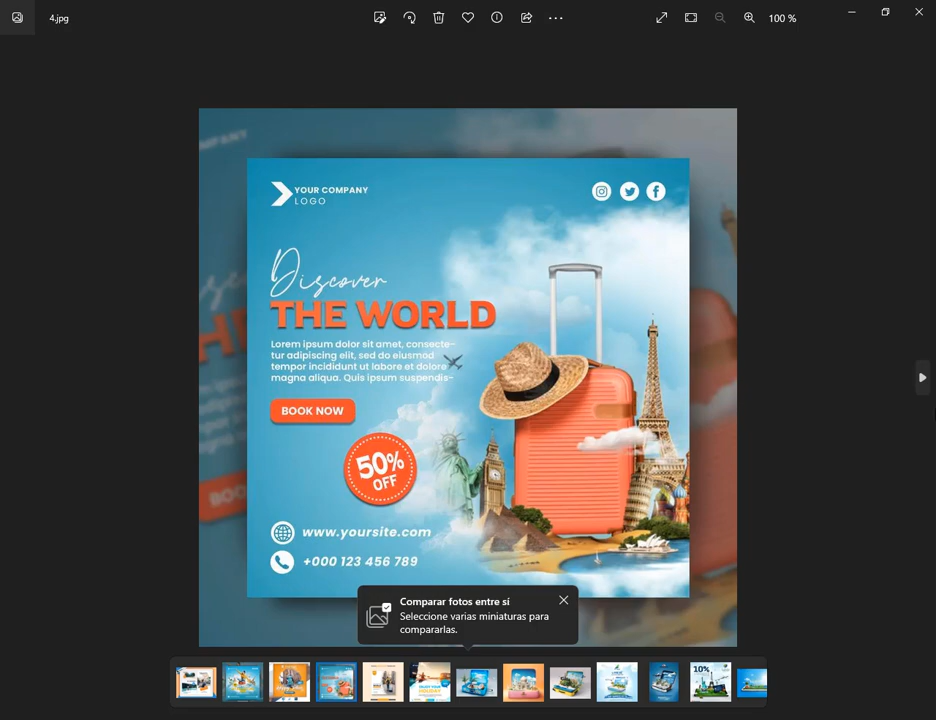 4.jpg
100 %
YOUR COMPANY
LOGO
Discover
THE WORLD
Lorem ipsum dolor sit amet, consecte-
tur adipiscing elit, sed do eiusmod
tempor incididunt ut labore et dolore
magna aliqua. Quis ipsum suspendis-
BOOK NOW
50%
OFF
www.yoursite.com
+000 123 456 789
Comparar fotos entre sí
Seleccione varias miniaturas para
compararlas.
10%